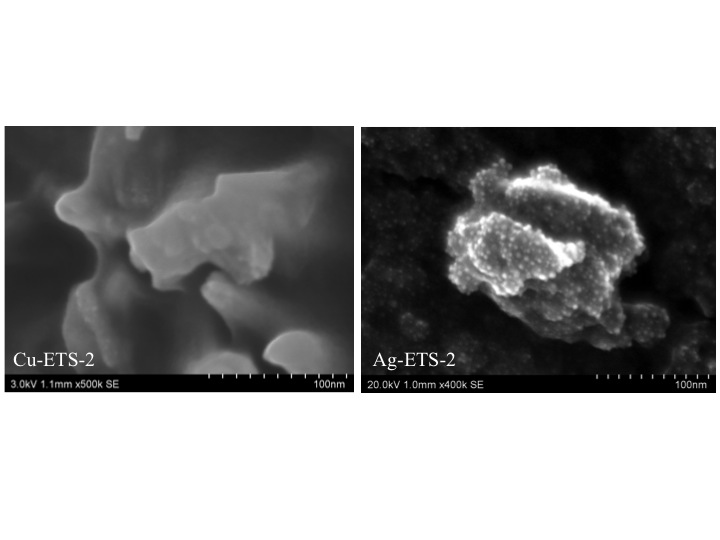 Cu-ETS-2
3.0kV 1.1mm x500k SE
100nm
Ag-ETS-2
20.0kV 1.0mm x400k SE
100nm